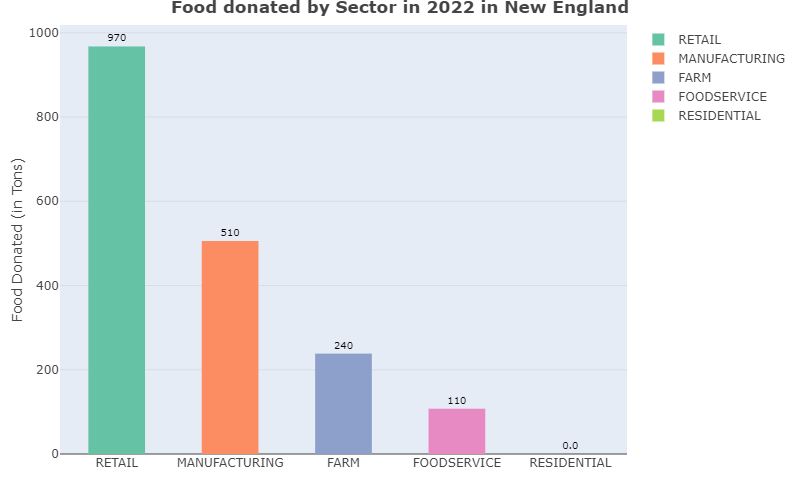 Food donated by Sector in 2022 in New England
1000
800
600
400
200
0
Food Donated (in Tons)
970
510
240
110
0.0
RETAIL
MANUFACTURING
FARM
FOODSERVICE
RESIDENTIAL
RETAIL
MANUFACTURING
FARM
FOODSERVICE
RESIDENTIAL